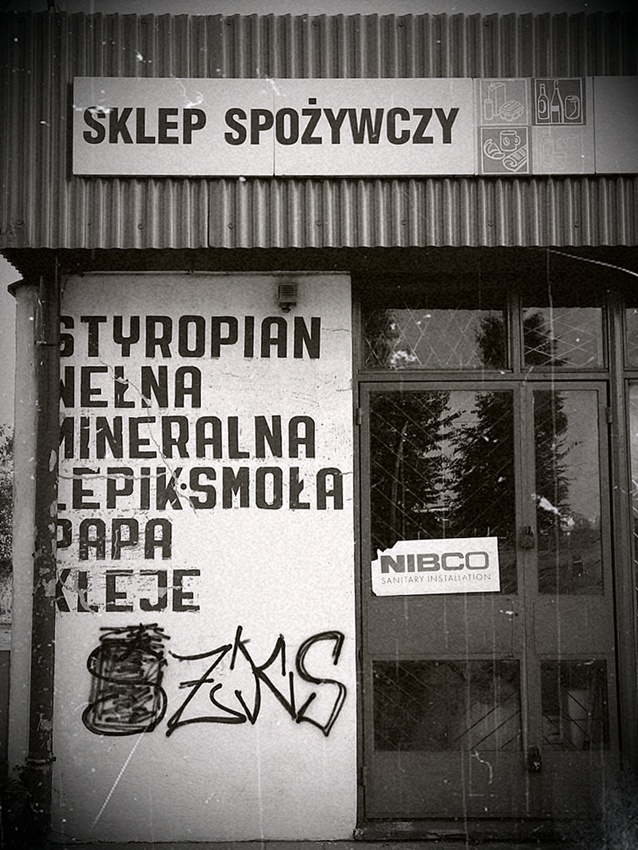 SKLEP SPOŻYWCZY
STYROPIAN
WEŁNA
MINERALNA
LEPIK·SMOŁA
PAPA
KLEJE
NIBCO
SANITARY INSTALLATION